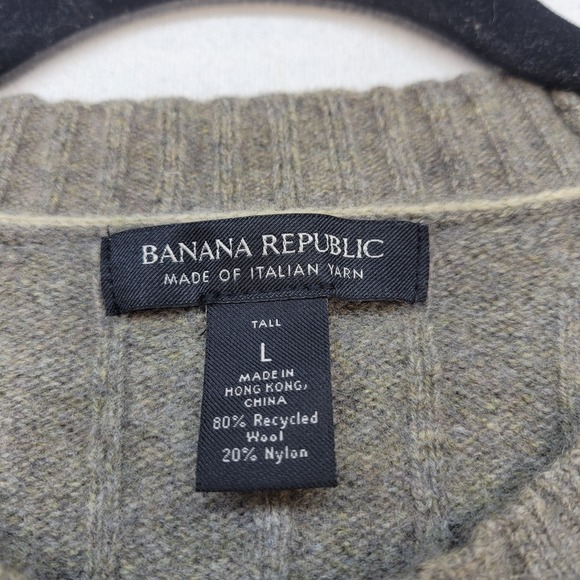 BANANA REPUBLIC
MADE OF ITALIAN YARN
TALL
L
MADE IN
HONG KONG,
CHINA
80% Recycled
Wool
20% Nylon